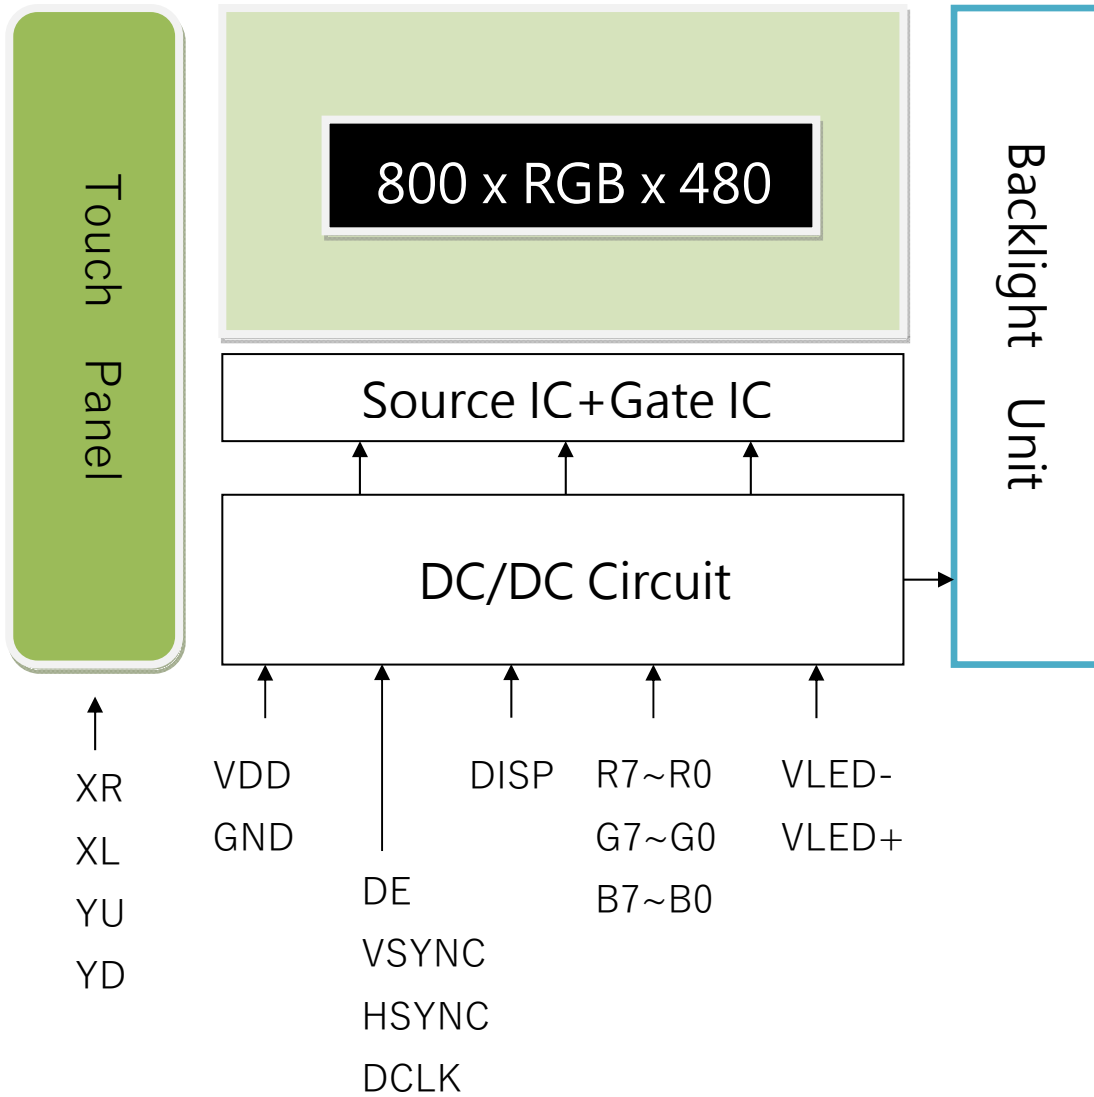 Touch Panel
800 x RGB x 480
Backlight Unit
Source IC+Gate IC
DC/DC Circuit
XR
XL
YU
YD
VDD
GND
DE
VSYNC
HSYNC
DCLK
DISP
R7~R0
G7~G0
B7~B0
VLED-
VLED+